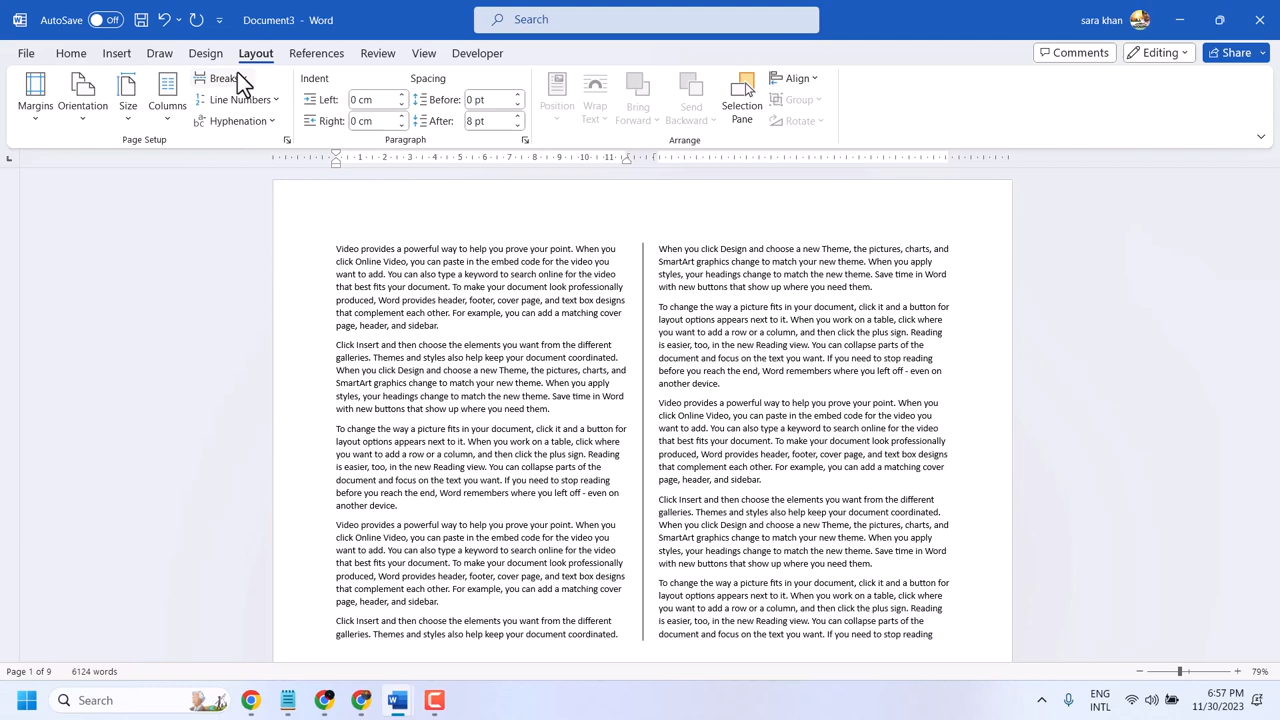 AutoSave Off Document3 - Word Search sara khan
File Home Insert Draw Design Layout References Review View Developer Comments Editing Share
Margins Orientation Size Columns
Breaks
Line Numbers
Hyphenation
Page Setup
Indent Spacing
Left: 0 cm Before: 0 pt
Right: 0 cm After: 8 pt
Paragraph
Position Wrap Text Bring Forward Send Backward Selection Pane
Align
Group
Rotate
Arrange
1 2 3 4 5 6 7 8 9 10 11
Video provides a powerful way to help you prove your point. When you
click Online Video, you can paste in the embed code for the video you
want to add. You can also type a keyword to search online for the video
that best fits your document. To make your document look professionally
produced, Word provides header, footer, cover page, and text box designs
that complement each other. For example, you can add a matching cover
page, header, and sidebar.
Click Insert and then choose the elements you want from the different
galleries. Themes and styles also help keep your document coordinated.
When you click Design and choose a new Theme, the pictures, charts, and
SmartArt graphics change to match your new theme. When you apply
styles, your headings change to match the new theme. Save time in Word
with new buttons that show up where you need them.
To change the way a picture fits in your document, click it and a button for
layout options appears next to it. When you work on a table, click where
you want to add a row or a column, and then click the plus sign. Reading
is easier, too, in the new Reading view. You can collapse parts of the
document and focus on the text you want. If you need to stop reading
before you reach the end, Word remembers where you left off - even on
another device.
Video provides a powerful way to help you prove your point. When you
click Online Video, you can paste in the embed code for the video you
want to add. You can also type a keyword to search online for the video
that best fits your document. To make your document look professionally
produced, Word provides header, footer, cover page, and text box designs
that complement each other. For example, you can add a matching cover
page, header, and sidebar.
Click Insert and then choose the elements you want from the different
galleries. Themes and styles also help keep your document coordinated.
When you click Design and choose a new Theme, the pictures, charts, and
SmartArt graphics change to match your new theme. When you apply
styles, your headings change to match the new theme. Save time in Word
with new buttons that show up where you need them.
To change the way a picture fits in your document, click it and a button for
layout options appears next to it. When you work on a table, click where
you want to add a row or a column, and then click the plus sign. Reading
is easier, too, in the new Reading view. You can collapse parts of the
document and focus on the text you want. If you need to stop reading
before you reach the end, Word remembers where you left off - even on
another device.
Video provides a powerful way to help you prove your point. When you
click Online Video, you can paste in the embed code for the video you
want to add. You can also type a keyword to search online for the video
that best fits your document. To make your document look professionally
produced, Word provides header, footer, cover page, and text box designs
that complement each other. For example, you can add a matching cover
page, header, and sidebar.
Click Insert and then choose the elements you want from the different
galleries. Themes and styles also help keep your document coordinated.
When you click Design and choose a new Theme, the pictures, charts, and
SmartArt graphics change to match your new theme. When you apply
styles, your headings change to match the new theme. Save time in Word
with new buttons that show up where you need them.
To change the way a picture fits in your document, click it and a button for
layout options appears next to it. When you work on a table, click where
you want to add a row or a column, and then click the plus sign. Reading
is easier, too, in the new Reading view. You can collapse parts of the
document and focus on the text you want. If you need to stop reading
Page 1 of 9 6124 words 79%
Search ENG INTL 6:57 PM 11/30/2023